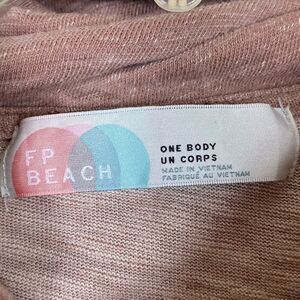 FP
BEACH
ONE BODY
UN CORPS
MADE IN VIETNAM
FABRIQUÉ AU VIETNAM